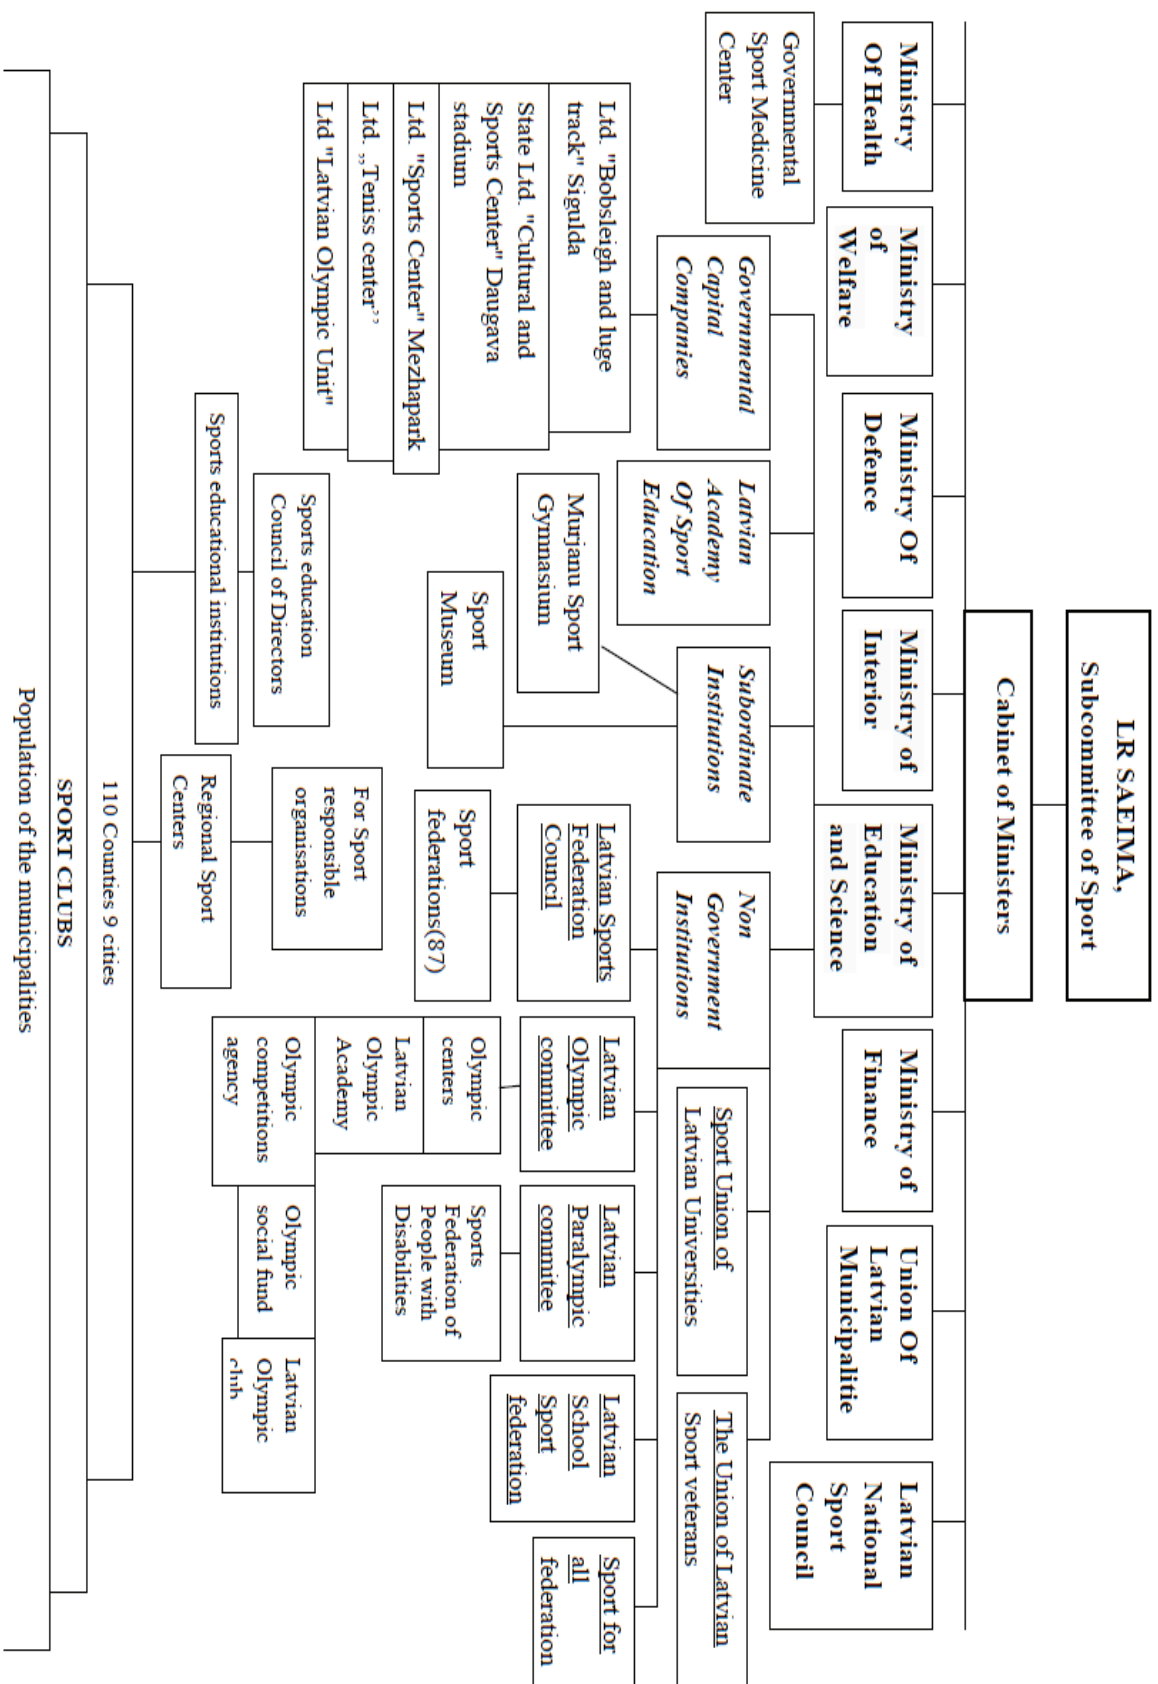 LR SAEIMA,
Subcommittee of Sport
Cabinet of Ministers
Ministry
Of Health
Ministry
of
Welfare
Ministry Of
Defence
Ministry of
Interior
Ministry of
Education
and Science
Ministry of
Finance
Union Of
Latvian
Municipalitie
Latvian
National
Sport
Council
Governmental
Sport Medicine
Center
Governmental
Capital
Companies
Latvian
Academy
Of Sport
Education
Subordinate
Institutions
Non
Government
Institutions
Sport Union of
Latvian Universities
The Union of Latvian
Sport veterans
Ltd. "Bobsleigh and luge
track" Sigulda
State Ltd. "Cultural and
Sports Center" Daugava
stadium
Ltd. "Sports Center" Mezhapark
Ltd. ,,Teniss center’’
Ltd "Latvian Olympic Unit"
Murjanu Sport
Gymnasium
Sport
Museum
Latvian Sports
Federation
Council
Latvian
Olympic
committee
Latvian
Paralympic
commitee
Latvian
School
Sport
federation
Sport for
all
federation
Sport
federations(87)
Olympic
centers
Latvian
Olympic
Academy
Olympic
competitions
agency
Sports
Federation of
People with
Disabilities
Olympic
social fund
Latvian
Olympic
club
Sports education
Council of Directors
Sports educational institutions
For Sport
responsible
organisations
Regional Sport
Centers
110 Counties 9 cities
SPORT CLUBS
Population of the municipalities